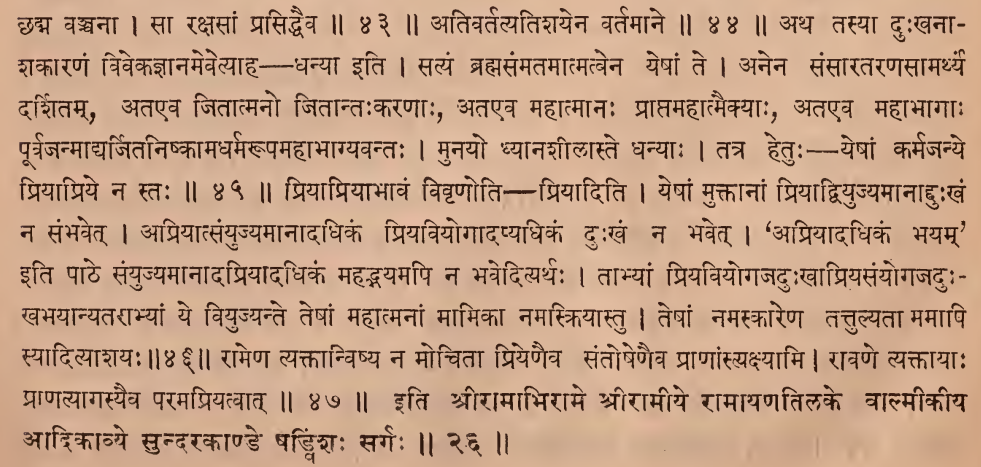 छद्म वञ्चना । सा रक्षसां प्रसिद्धैव ॥ ४३ ॥ अतिवर्तत्यतिशयेन वर्तमाने ॥ ४४ ॥ अथ तस्या दुःखना-
शकारणं विवेकज्ञानमेवेत्याह—धन्या इति । सत्यं ब्रह्मसंमतमात्मत्वेन येषां ते । अनेन संसारतरणसामर्थ्यं
दर्शितम्, अतएव जितात्मनो जितान्तःकरणाः, अतएव महात्मानः प्राप्तमहात्मैक्याः, अतएव महाभागाः
पूर्वजन्माद्यर्जितनिष्कामधर्मरूपमहाभाग्यवन्तः । मुनयो ध्यानशीलास्ते धन्याः । तत्र हेतुः—येषां कर्मजन्ये
प्रियाप्रिये न स्तः ॥ ४५ ॥ प्रियाप्रियाभावं विवृणोति—प्रियादिति । येषां मुक्तानां प्रियाद्वियुज्यमानाद्दुःखं
न संभवेत् । अप्रियात्संयुज्यमानादधिकं प्रियवियोगादप्यधिकं दुःखं न भवेत् । ‘अप्रियादधिकं भयम्’
इति पाठे संयुज्यमानादप्रियादधिकं महद्भयमपि न भवेदित्यर्थः । ताभ्यां प्रियवियोगजदुःखाप्रियसंयोगजदुः-
खभयान्यतराभ्यां ये वियुज्यन्ते तेषां महात्मनां मामिका नमस्क्रियास्तु । तेषां नमस्कारेण तत्तुल्यता ममापि
स्यादित्याशयः॥४६॥ रामेण त्यक्तान्विष्य न मोचिता प्रियेणैव संतोषेणैव प्राणांस्त्यक्ष्यामि । रावणे त्यक्तायाः
प्राणत्यागस्यैव परमप्रियत्वात् ॥ ४७ ॥ इति श्रीरामाभिरामे श्रीरामीये रामायणतिलके वाल्मीकीय
आदिकाव्ये सुन्दरकाण्डे षड्विंशः सर्गः ॥ २६ ॥